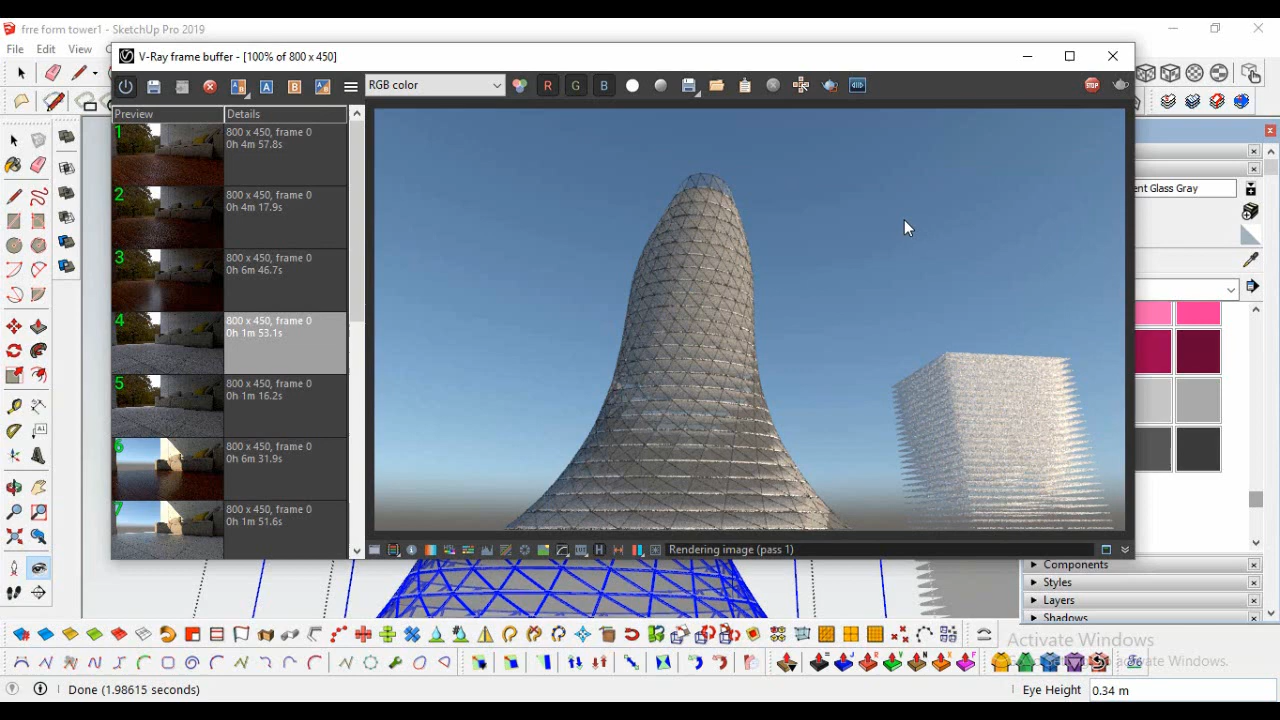 frre form tower1 - SketchUp Pro 2019
File Edit View
V-Ray frame buffer - [100% of 800 x 450]
RGB color
R G B
Preview Details
1 800 x 450, frame 0
0h 4m 57.8s
2 800 x 450, frame 0
0h 4m 17.9s
3 800 x 450, frame 0
0h 6m 46.7s
4 800 x 450, frame 0
0h 1m 53.1s
5 800 x 450, frame 0
0h 1m 16.2s
6 800 x 450, frame 0
0h 6m 31.9s
7 800 x 450, frame 0
0h 1m 51.6s
ent Glass Gray
Rendering image (pass 1)
Components
Styles
Layers
Shadows
Activate Windows
Done (1.98615 seconds)
Eye Height 0.34 m